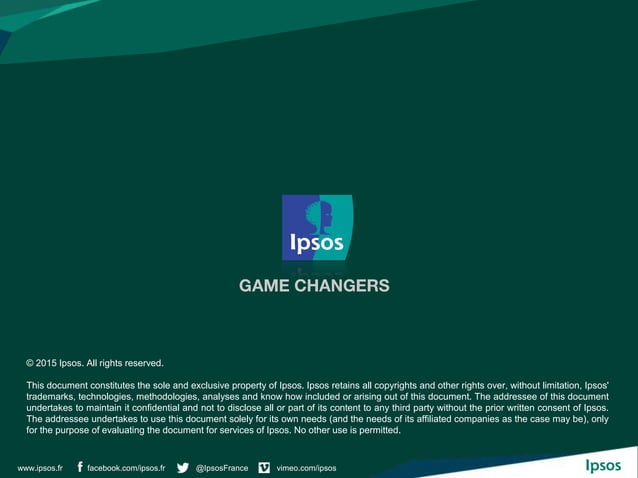 Ipsos
GAME CHANGERS
© 2015 Ipsos. All rights reserved.
This document constitutes the sole and exclusive property of Ipsos. Ipsos retains all copyrights and other rights over, without limitation, Ipsos'
trademarks, technologies, methodologies, analyses and know how included or arising out of this document. The addressee of this document
undertakes to maintain it confidential and not to disclose all or part of its content to any third party without the prior written consent of Ipsos.
The addressee undertakes to use this document solely for its own needs (and the needs of its affiliated companies as the case may be), only
for the purpose of evaluating the document for services of Ipsos. No other use is permitted.
www.ipsos.fr facebook.com/ipsos.fr @IpsosFrance vimeo.com/ipsos Ipsos